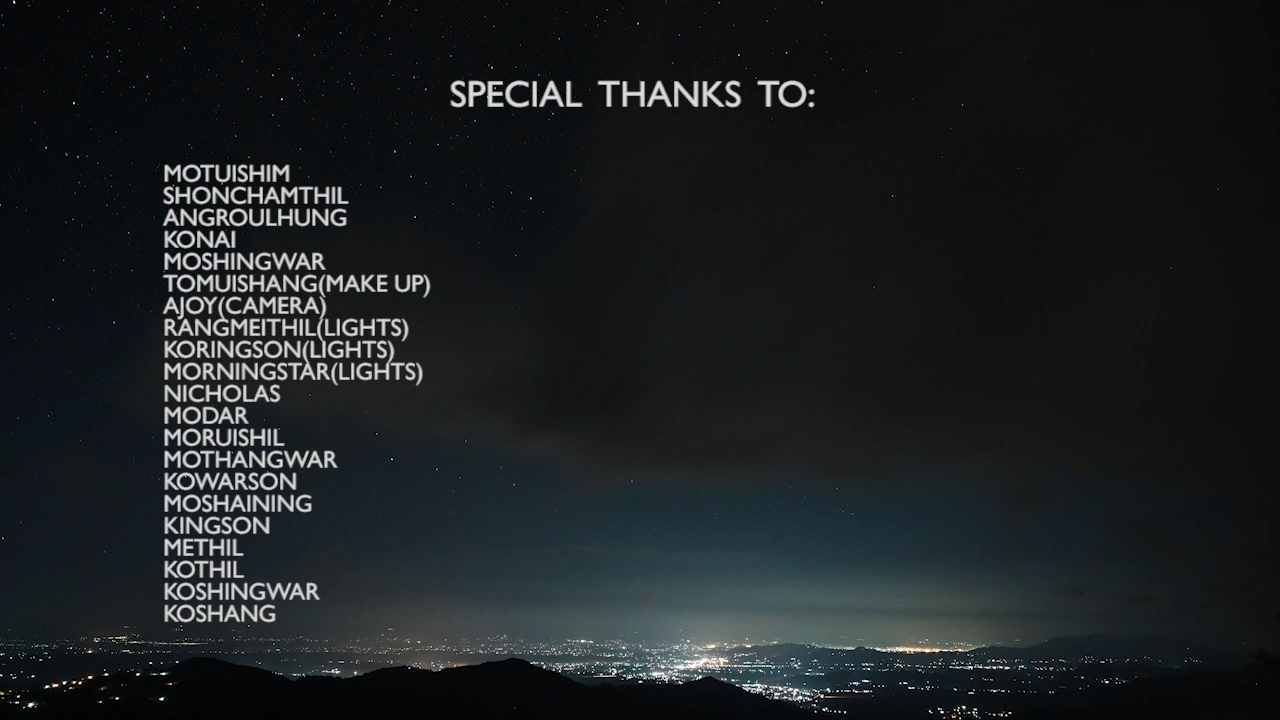 SPECIAL THANKS TO:
MOTUISHIM
SHONCHAMTHIL
ANGROULHUNG
KONAI
MOSHINGWAR
TOMUISHANG(MAKE UP)
AJOY(CAMERA)
RANGMEITHIL(LIGHTS)
KORINGSON(LIGHTS)
MORNINGSTAR(LIGHTS)
NICHOLAS
MODAR
MORUISHIL
MOTHANGWAR
KOWARSON
MOSHAINING
KINGSON
METHIL
KOTHIL
KOSHINGWAR
KOSHANG